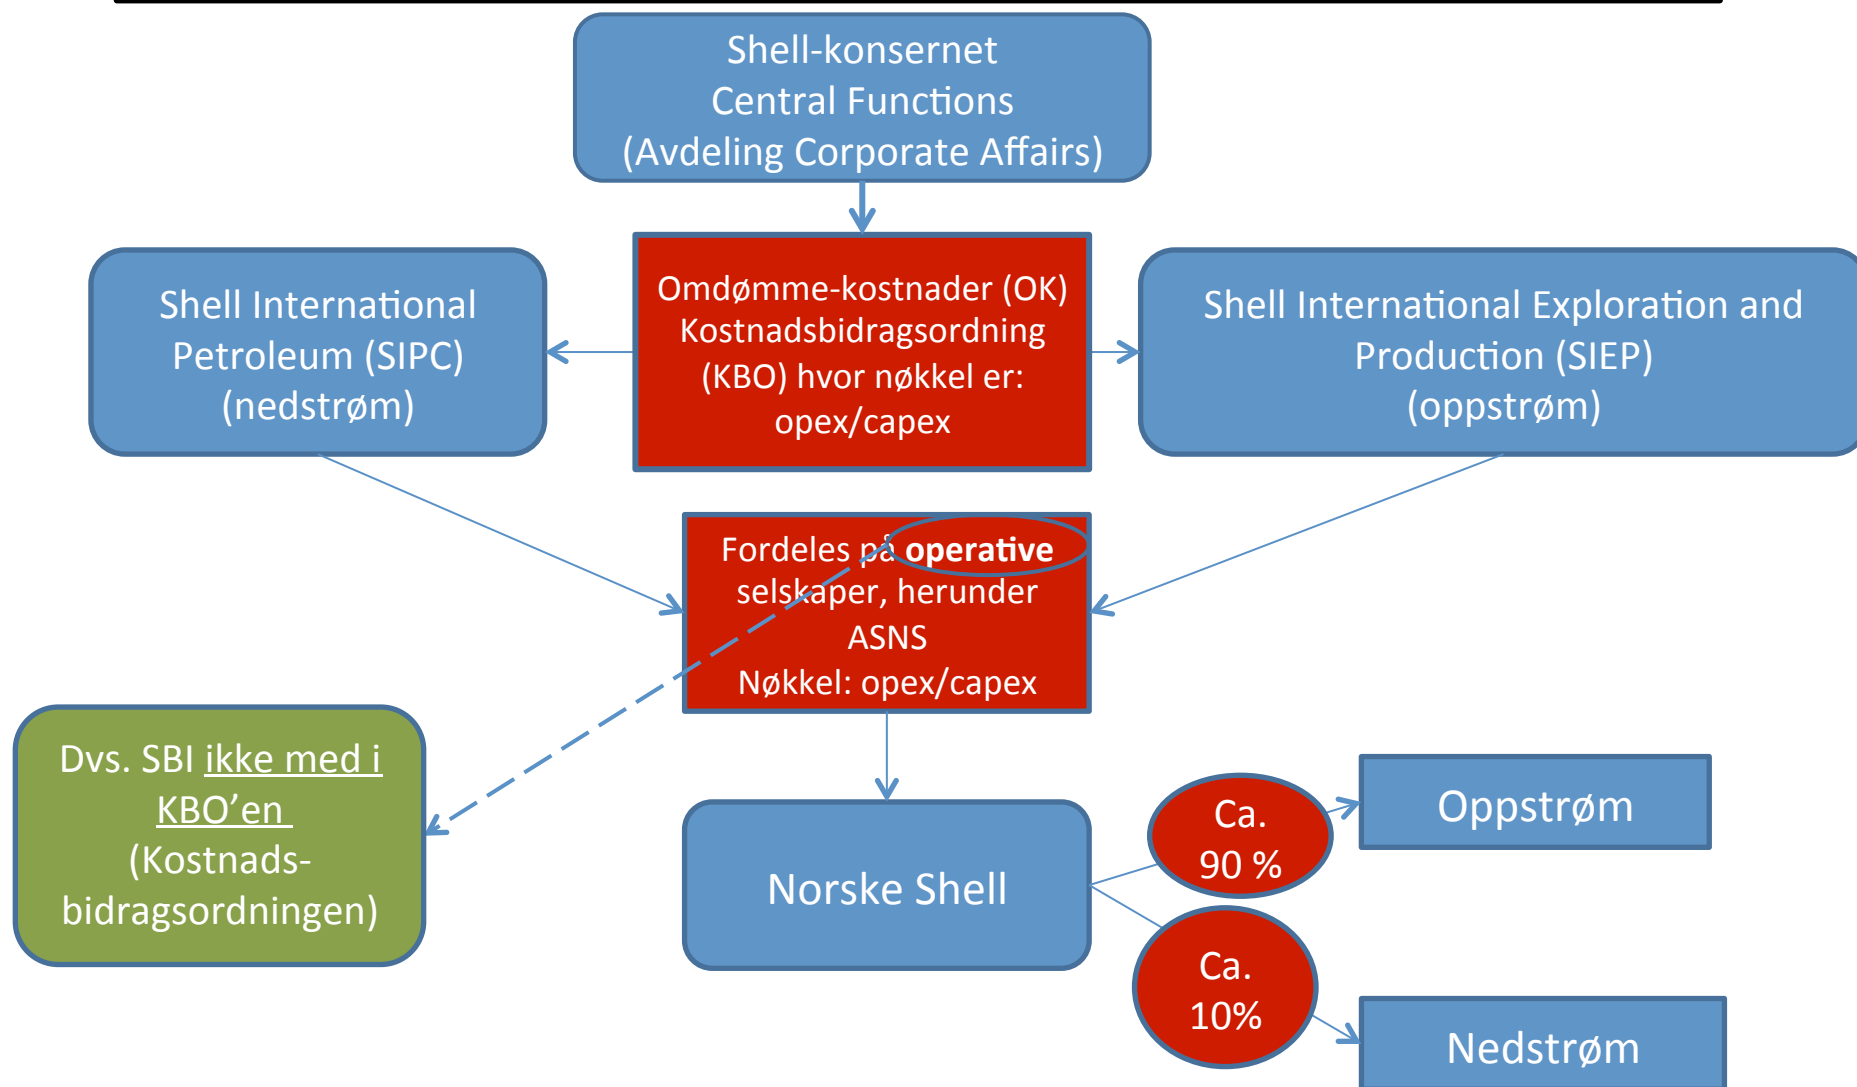 Shell-konsernet
Central Functions
(Avdeling Corporate Affairs)
Shell International
Petroleum (SIPC)
(nedstrøm)
Omdømme-kostnader (OK)
Kostnadsbidragsordning
(KBO) hvor nøkkel er:
opex/capex
Shell International Exploration and
Production (SIEP)
(oppstrøm)
Fordeles på operative
selskaper, herunder
ASNS
Nøkkel: opex/capex
Dvs. SBI ikke med i
KBO’en
(Kostnads-
bidragsordningen)
Norske Shell
Ca.
90 %
Oppstrøm
Ca.
10%
Nedstrøm